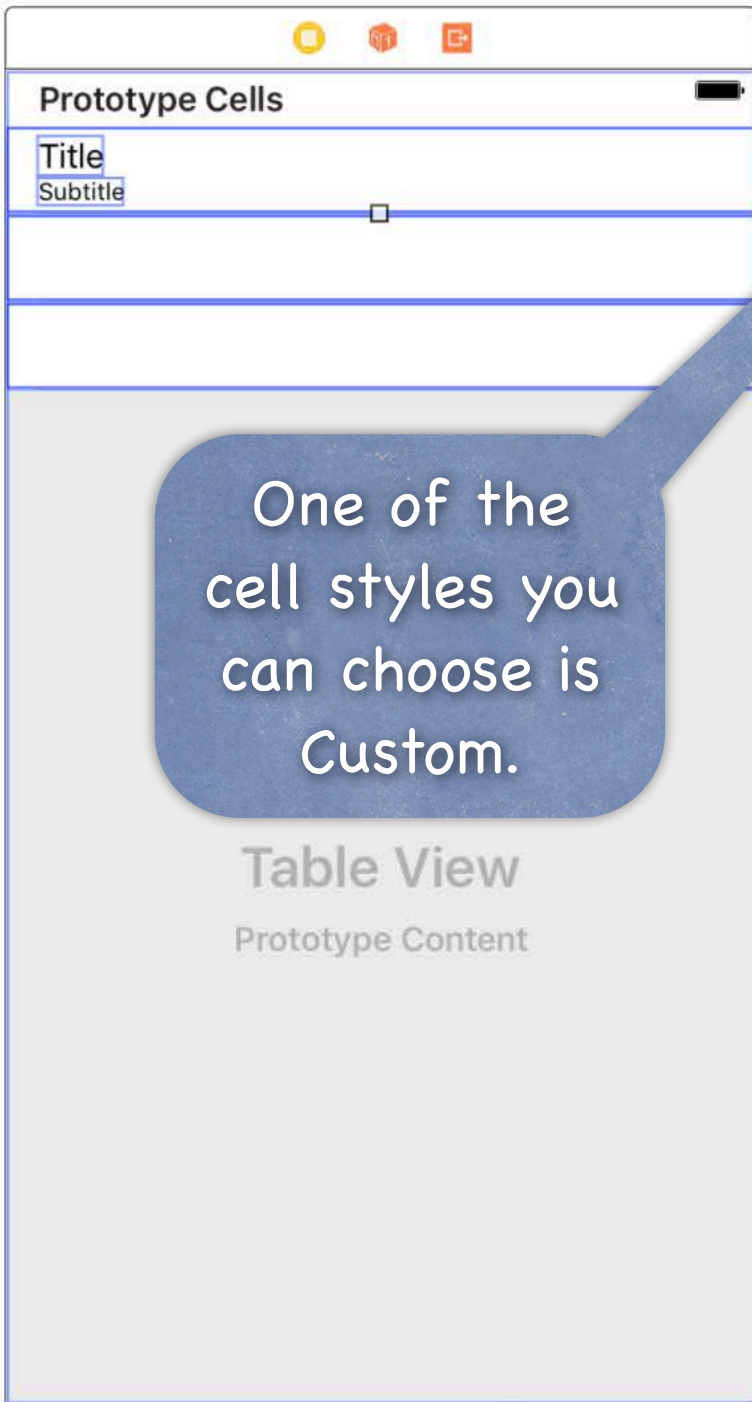 Prototype Cells
Title
Subtitle
One of the
cell styles you
can choose is
Custom.
Table View
Prototype Content